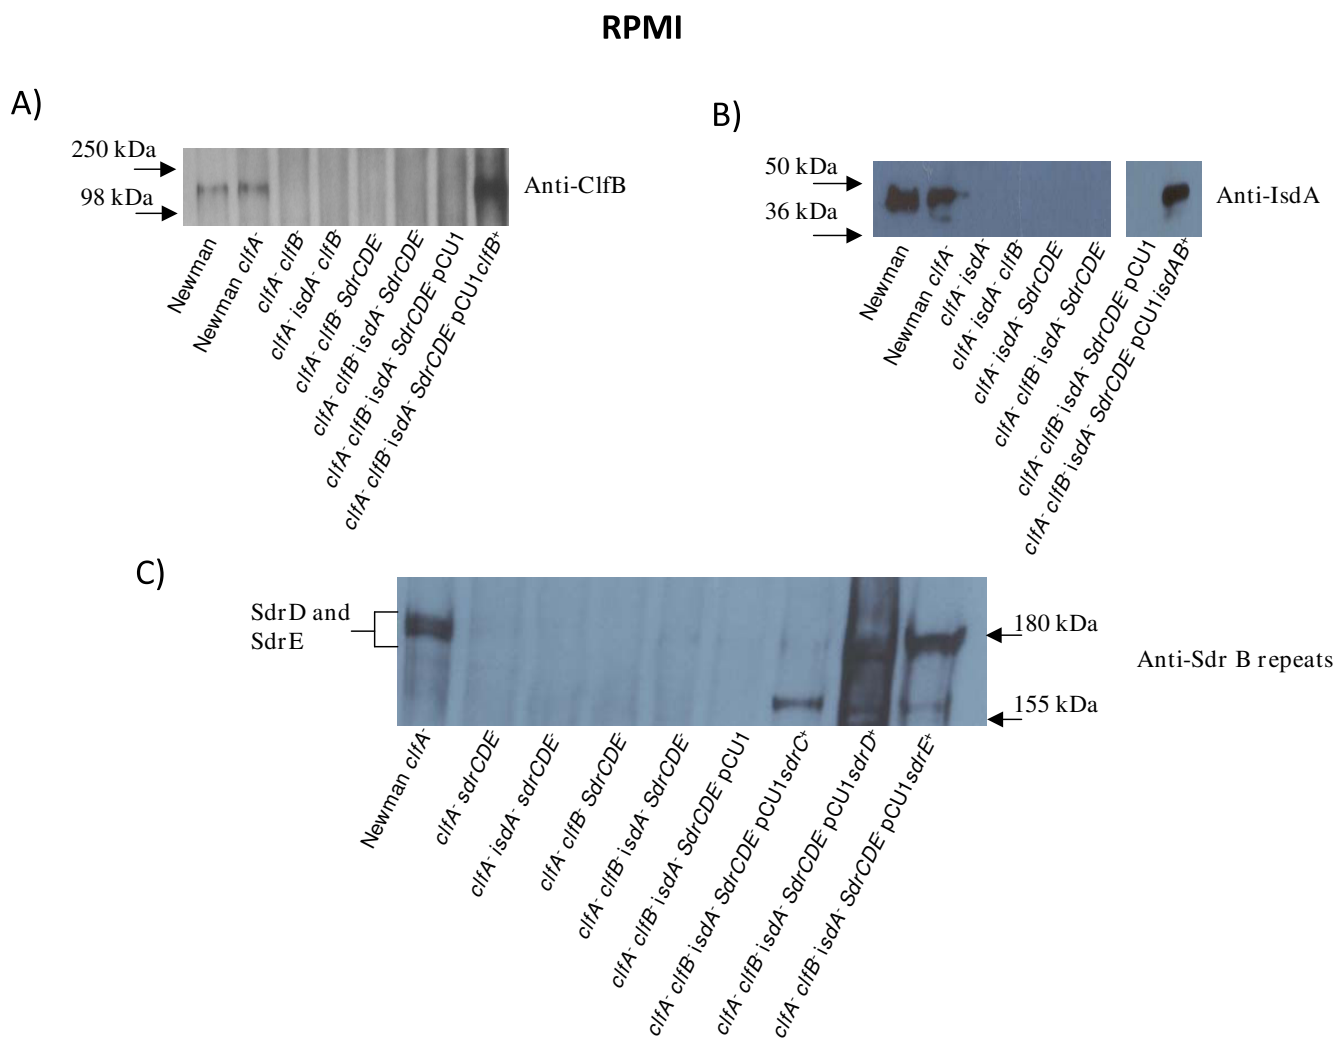 RPMI
A)
250 kDa
98 kDa
Anti-ClfB
Newman
Newman clfA-
clfA- clfB-
clfA- isdA- clfB-
clfA- clfB- SdrCDE-
clfA- clfB- isdA- SdrCDE-
clfA- clfB- isdA- SdrCDE- pCU1
clfA- clfB- isdA- SdrCDE- pCU1clfB+
B)
50 kDa
36 kDa
Anti-IsdA
Newman
Newman clfA-
clfA- isdA-
clfA- isdA- clfB-
clfA- isdA- SdrCDE-
clfA- clfB- isdA- SdrCDE-
clfA- clfB- isdA- SdrCDE- pCU1
clfA- clfB- isdA- SdrCDE- pCU1isdAB+
C)
SdrD and
SdrE
180 kDa
155 kDa
Anti-Sdr B repeats
Newman clfA-
clfA- sdrCDE-
clfA- isdA- sdrCDE-
clfA- clfB- SdrCDE-
clfA- clfB- isdA- SdrCDE-
clfA- clfB- isdA- SdrCDE- pCU1
clfA- clfB- isdA- SdrCDE- pCU1sdrC+
clfA- clfB- isdA- SdrCDE- pCU1sdrD+
clfA- clfB- isdA- SdrCDE- pCU1sdrE+